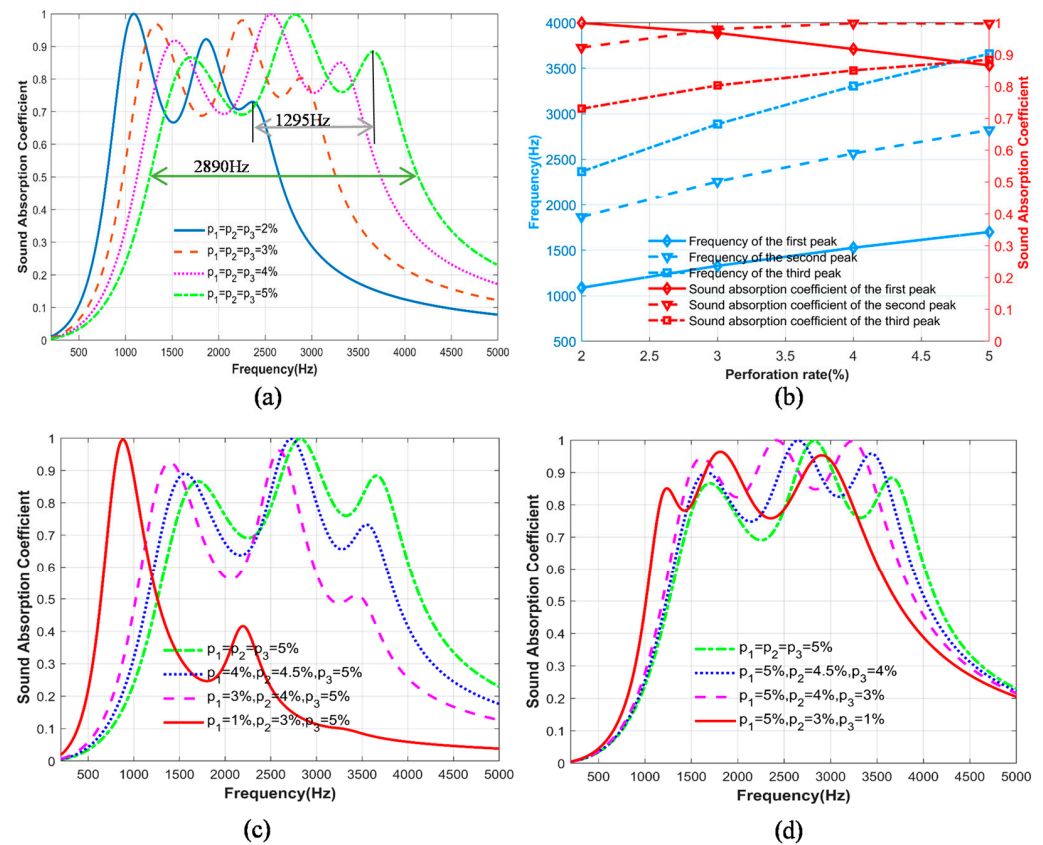 1
0.9
0.8
0.7
0.6
0.5
0.4
0.3
0.2
0.1
0
Sound Absorption Coefficient
1295Hz
2890Hz
p1=p2=p3=2%
p1=p2=p3=3%
p1=p2=p3=4%
p1=p2=p3=5%
500 1000 1500 2000 2500 3000 3500 4000 4500 5000
Frequency(Hz)
(a)
4000
3500
3000
2500
2000
1500
1000
500
Frequency(Hz)
Frequency of the first peak
Frequency of the second peak
Frequency of the third peak
Sound absorption coefficient of the first peak
Sound absorption coefficient of the second peak
Sound absorption coefficient of the third peak
1
0.9
0.8
0.7
0.6
0.5
0.4
0.3
0.2
0.1
0
Sound Absorption Coefficient
2 2.5 3 3.5 4 4.5 5
Perforation rate(%)
(b)
1
0.9
0.8
0.7
0.6
0.5
0.4
0.3
0.2
0.1
0
Sound Absorption Coefficient
p1=p2=p3=5%
p1=4%,p2=4.5%,p3=5%
p1=3%,p2=4%,p3=5%
p1=1%,p2=3%,p3=5%
500 1000 1500 2000 2500 3000 3500 4000 4500 5000
Frequency(Hz)
(c)
1
0.9
0.8
0.7
0.6
0.5
0.4
0.3
0.2
0.1
0
Sound Absorption Coefficient
p1=p2=p3=5%
p1=5%,p2=4.5%,p3=4%
p1=5%,p2=4%,p3=3%
p1=5%,p2=3%,p3=1%
500 1000 1500 2000 2500 3000 3500 4000 4500 5000
Frequency(Hz)
(d)